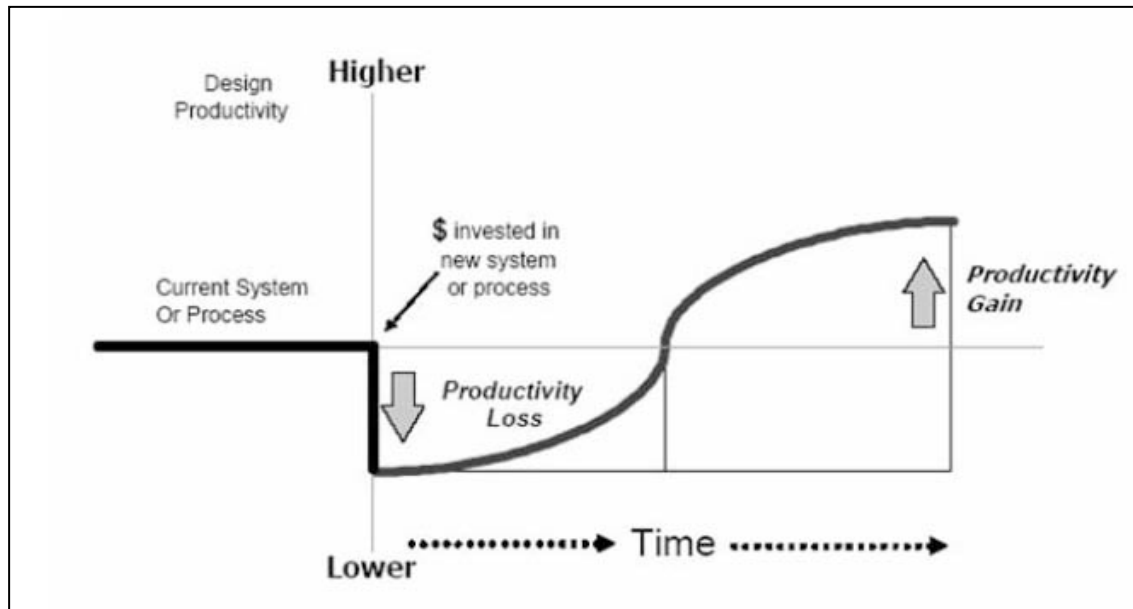 Design
Productivity
Higher
$ invested in
new system
or process
Current System
Or Process
Productivity
Gain
Productivity
Loss
Time
Lower